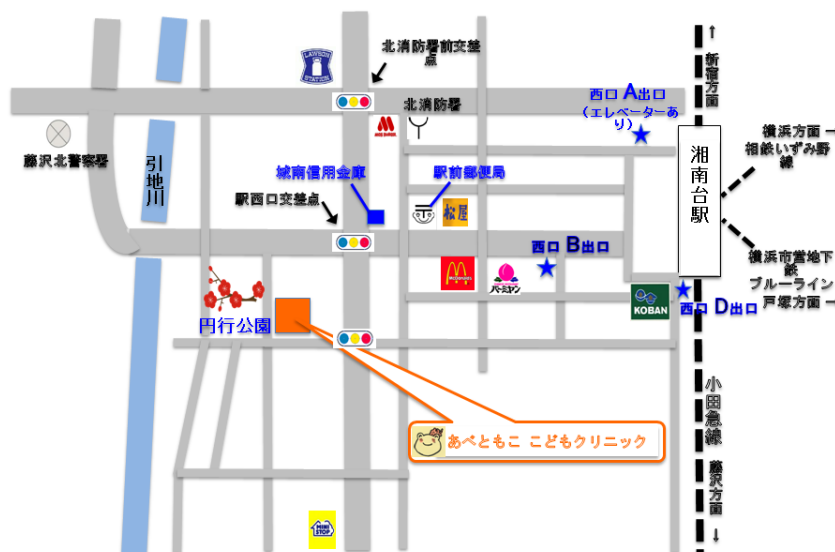 LAWSON
STATION
北消防署前交差
点
↑
新宿方面
北消防署
西口 A出口
（エレベーターあ
り）
藤沢北警察署
引地川
城南信用金庫
駅前郵便局
駅西口交差点
松屋
湘南台駅
横浜方面
相鉄いずみ野
線
西口 B出口
McDonald's
バーミヤン
横浜市営地下
鉄
ブルーライン
戸塚方面
KOBAN
西口 D出口
円行公園
小田急線
あべともこ こどもクリニック
藤沢方面
↓
MINI
STOP